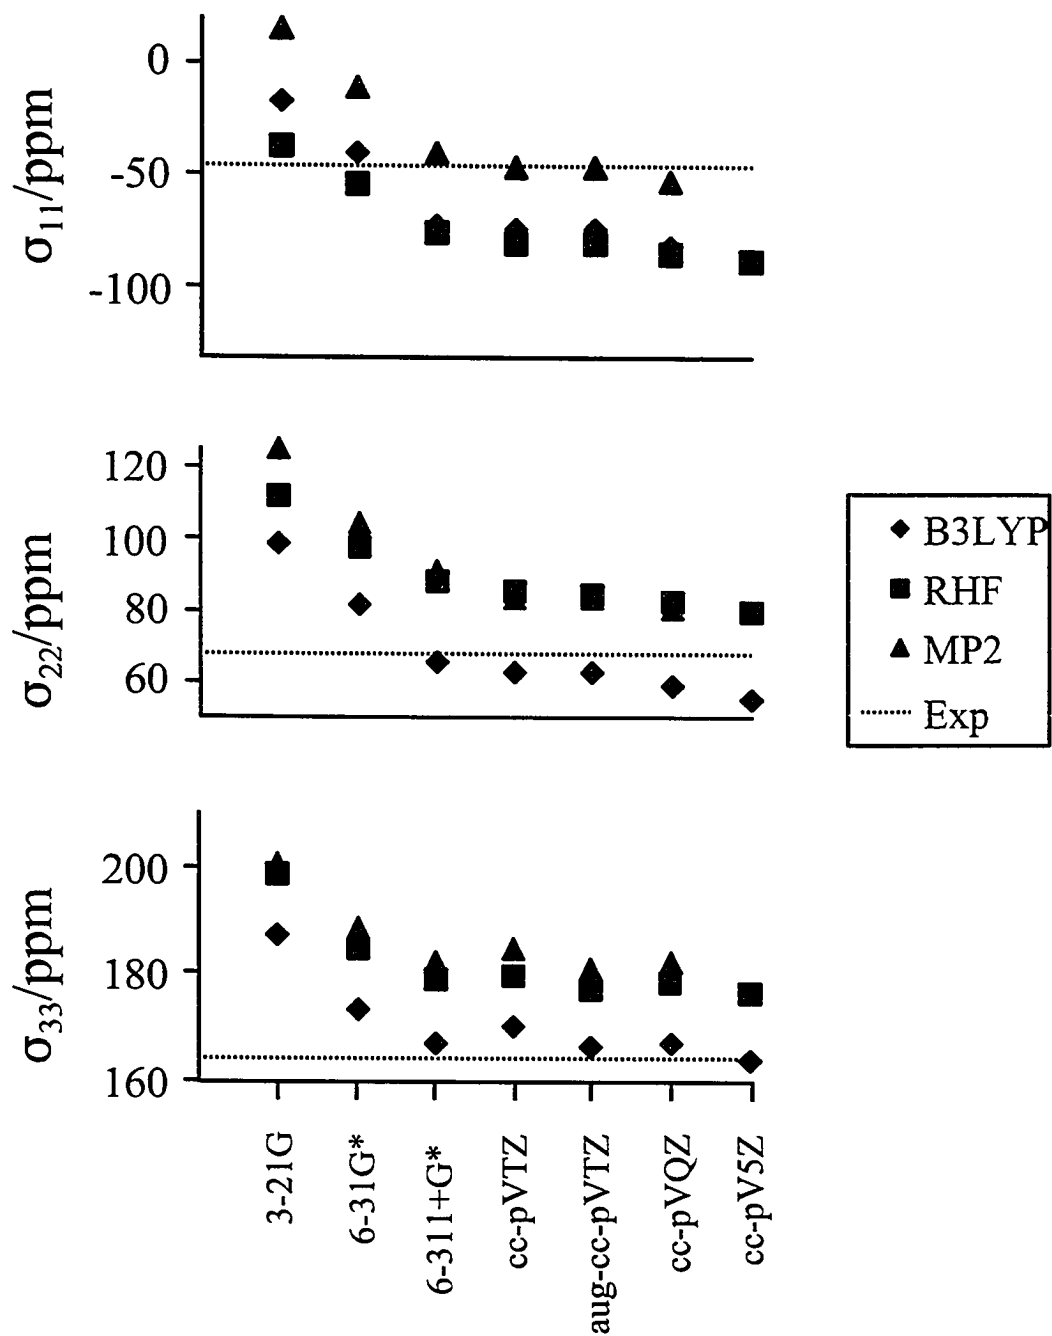 0
-50
-100
σ₁₁/ppm
120
100
80
60
σ₂₂/ppm
B3LYP
RHF
MP2
Exp
200
180
160
σ₃₃/ppm
3-21G
6-31G*
6-311+G*
cc-pVTZ
aug-cc-pVTZ
cc-pVQZ
cc-pV5Z